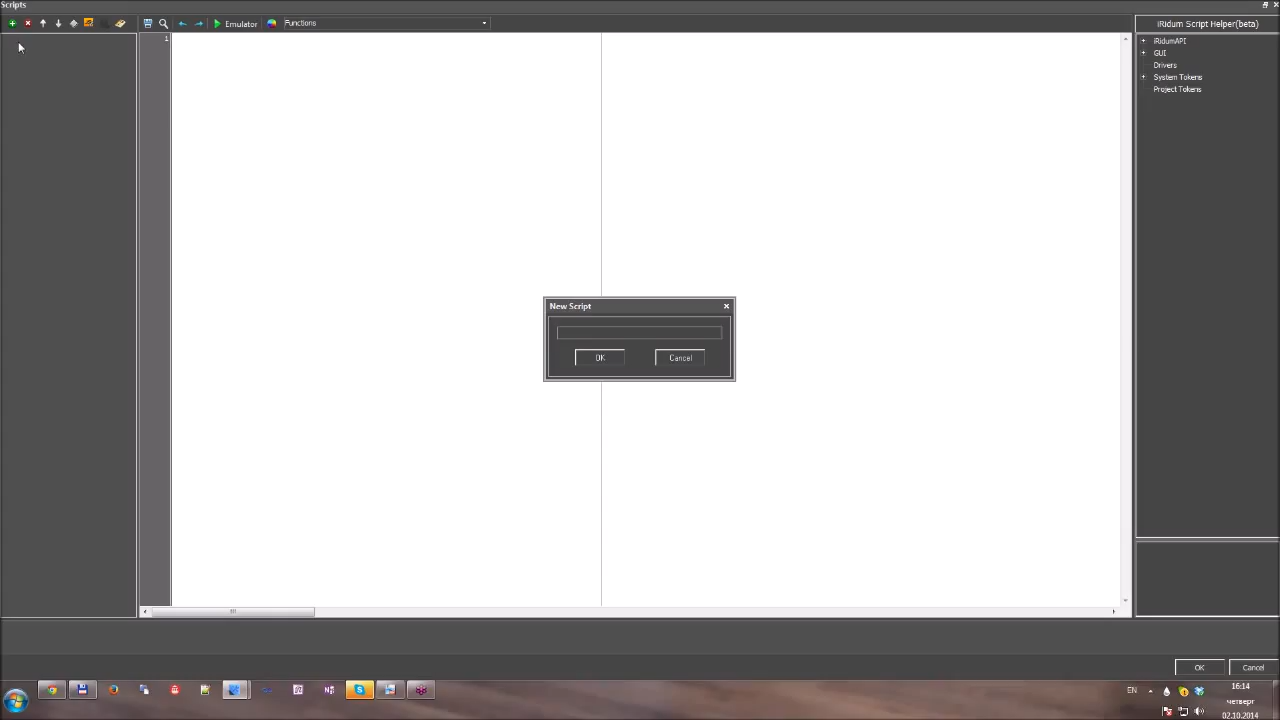 Scripts
Emulator
Functions
iRidum Script Helper(beta)
1
iRidumAPI
GUI
Drivers
System Tokens
Project Tokens
New Script
OK
Cancel
OK
Cancel
EN
16:14
четверг
02.10.2014